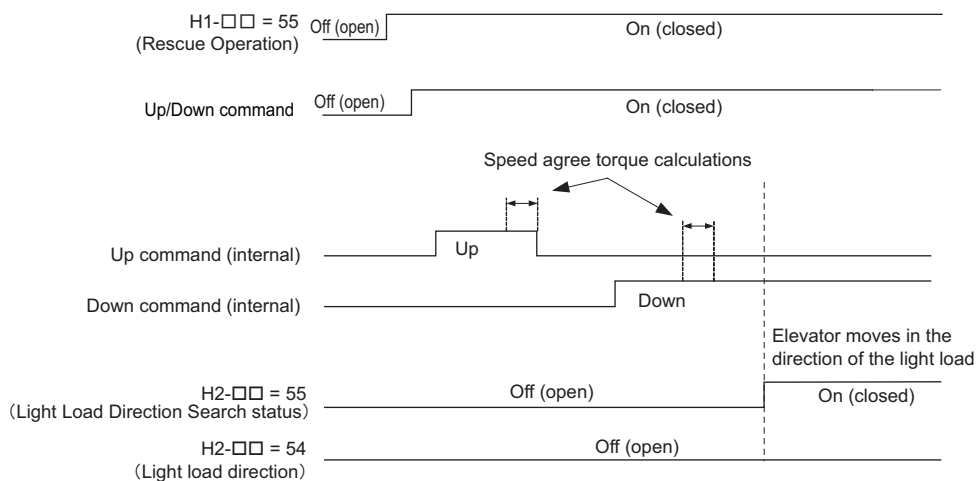 H1-□□ = 55
(Rescue Operation)
Off (open)
On (closed)
Up/Down command
Off (open)
On (closed)
Speed agree torque calculations
Up command (internal)
Up
Down command (internal)
Down
Elevator moves in the
direction of the light load
H2-□□ = 55
（Light Load Direction Search status）
Off (open)
On (closed)
H2-□□ = 54
（Light load direction）
Off (open)